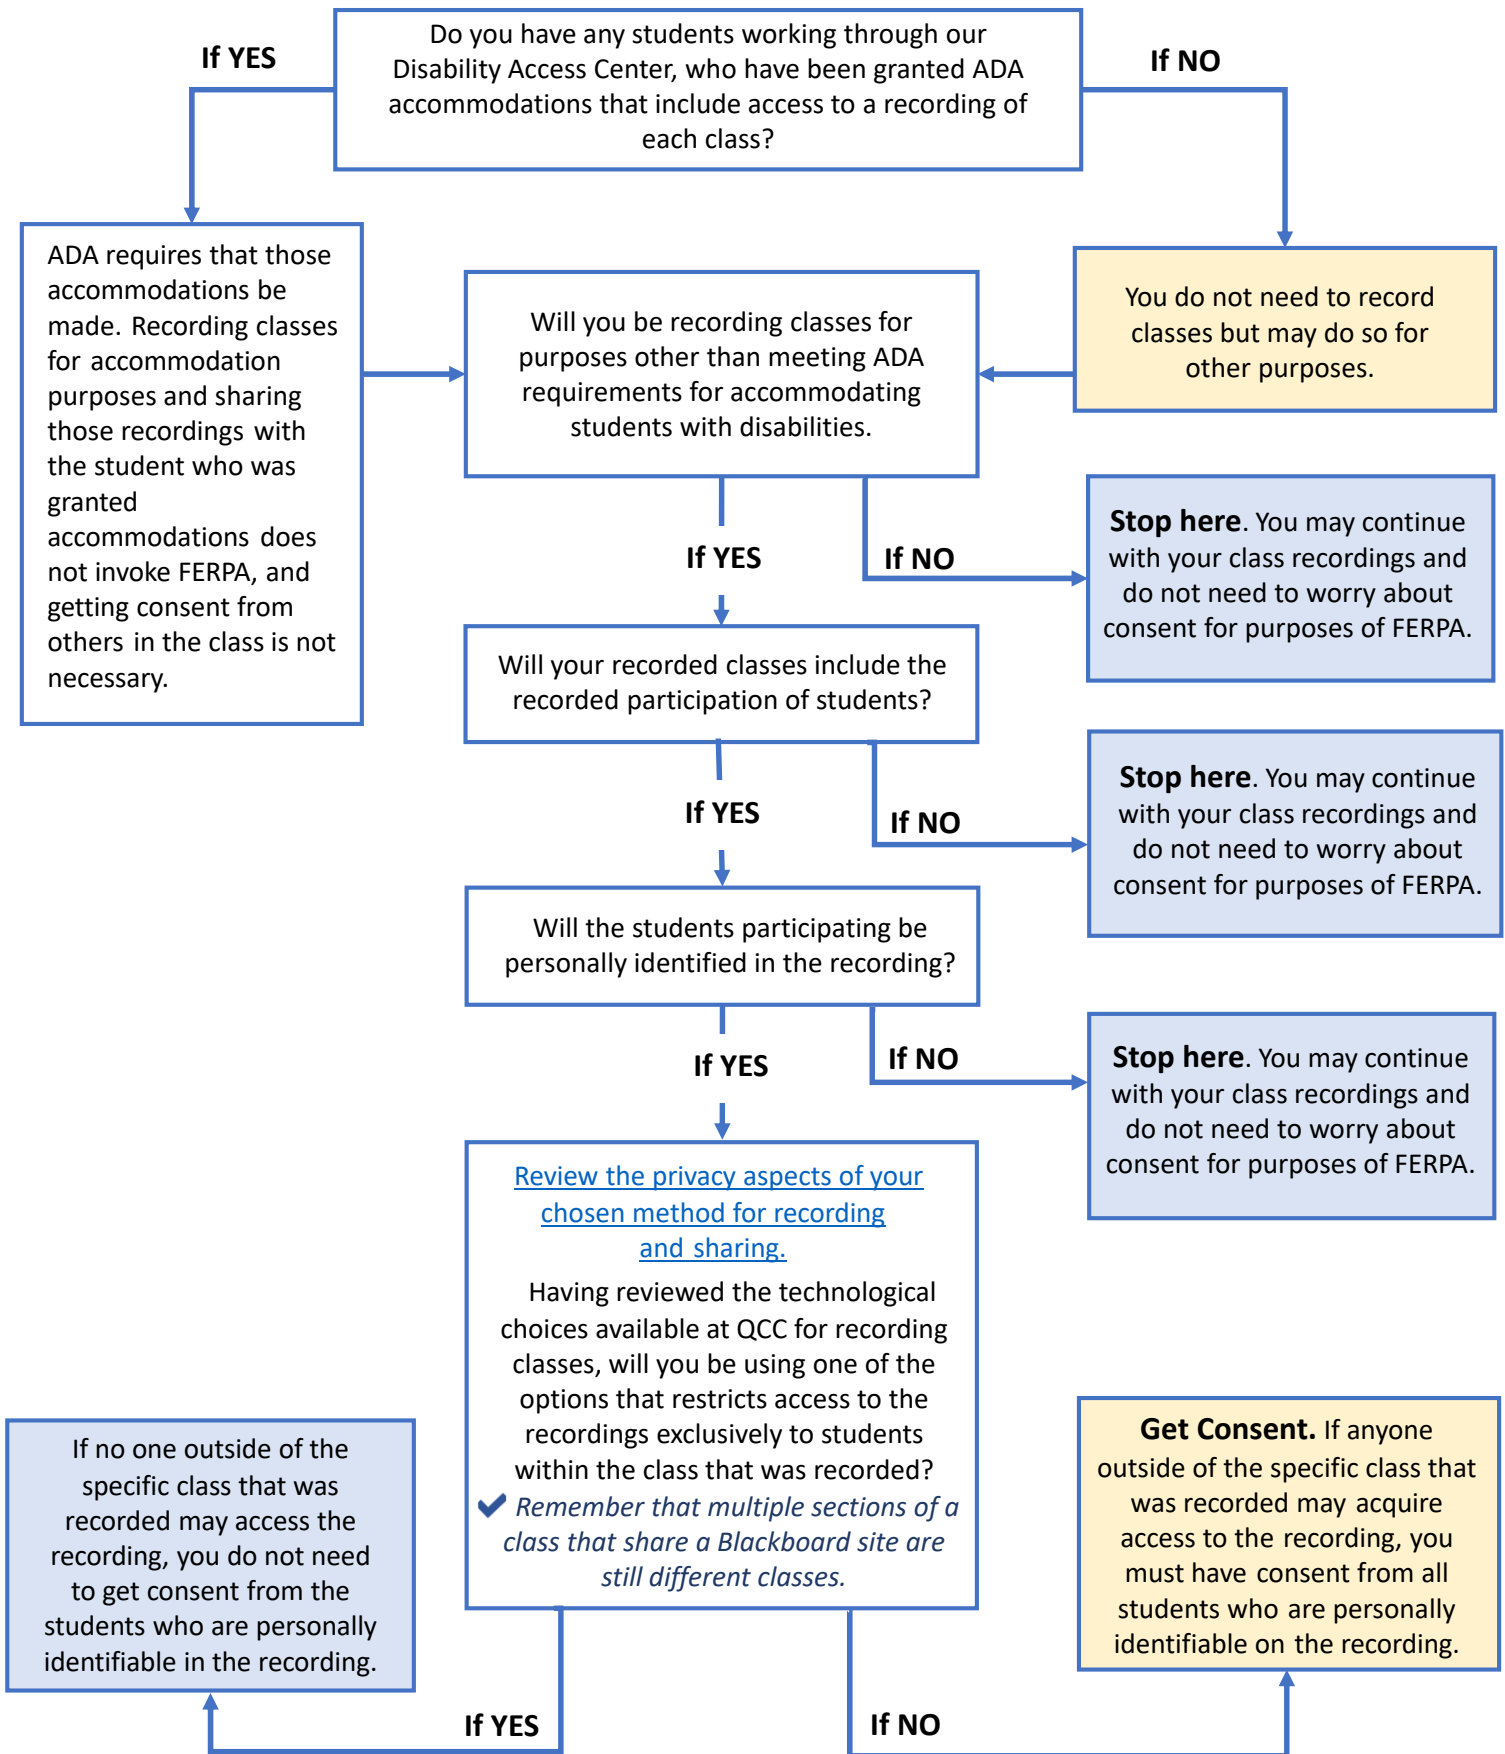 Do you have any students working through our
Disability Access Center, who have been granted ADA
accommodations that include access to a recording of
each class?
If YES
If NO
ADA requires that those
accommodations be
made. Recording classes
for accommodation
purposes and sharing
those recordings with
the student who was
granted
accommodations does
not invoke FERPA, and
getting consent from
others in the class is not
necessary.
Will you be recording classes for
purposes other than meeting ADA
requirements for accommodating
students with disabilities.
You do not need to record
classes but may do so for
other purposes.
If YES
If NO
Stop here. You may continue
with your class recordings and
do not need to worry about
consent for purposes of FERPA.
Will your recorded classes include the
recorded participation of students?
If YES
If NO
Stop here. You may continue
with your class recordings and
do not need to worry about
consent for purposes of FERPA.
Will the students participating be
personally identified in the recording?
If YES
If NO
Stop here. You may continue
with your class recordings and
do not need to worry about
consent for purposes of FERPA.
Review the privacy aspects of your
chosen method for recording
and sharing.
Having reviewed the technological
choices available at QCC for recording
classes, will you be using one of the
options that restricts access to the
recordings exclusively to students
within the class that was recorded?
✔ Remember that multiple sections of a
class that share a Blackboard site are
still different classes.
If YES
If NO
If no one outside of the
specific class that was
recorded may access the
recording, you do not need
to get consent from the
students who are personally
identifiable in the recording.
Get Consent. If anyone
outside of the specific class that
was recorded may acquire
access to the recording, you
must have consent from all
students who are personally
identifiable on the recording.